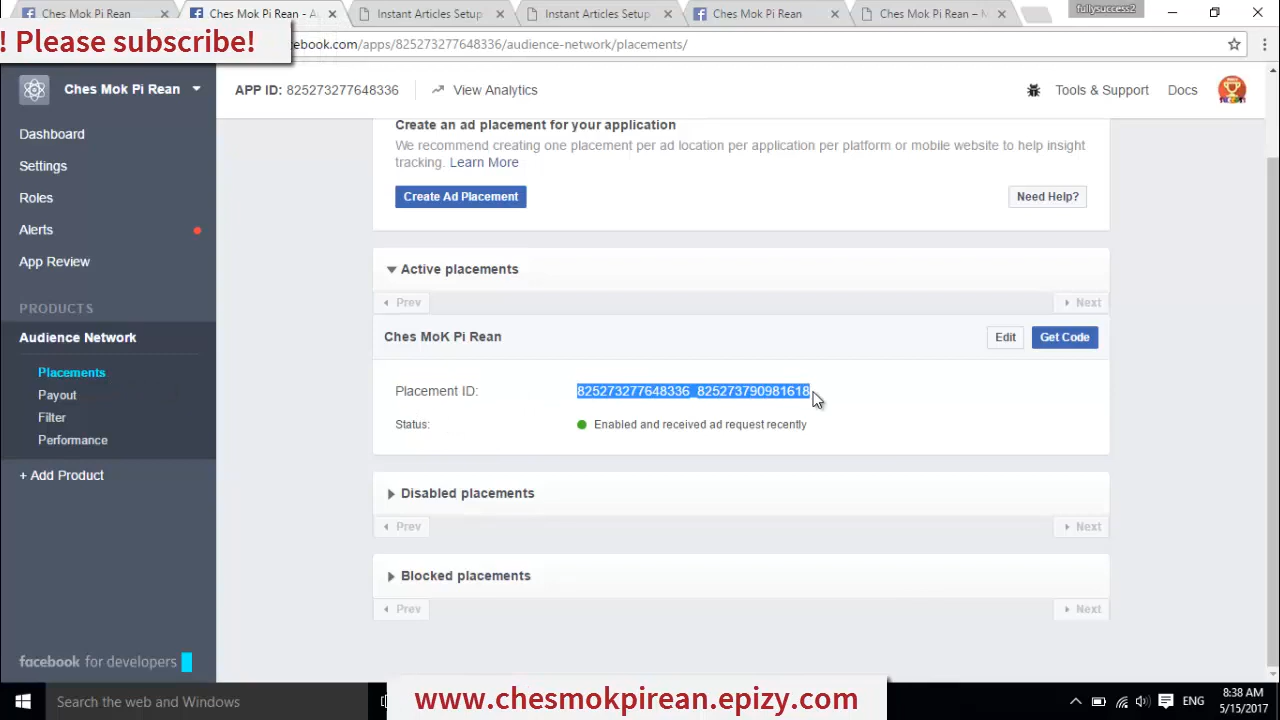 Ches Mok Pi Rean
Ches Mok Pi Rean - A
Instant Articles Setup
Instant Articles Setup
Ches Mok Pi Rean
Ches Mok Pi Rean – M
fullysuccess2
! Please subscribe!
ebook.com/apps/825273277648336/audience-network/placements/
Ches Mok Pi Rean
APP ID: 825273277648336
View Analytics
Tools & Support
Docs
Dashboard
Settings
Roles
Alerts
App Review
PRODUCTS
Audience Network
Placements
Payout
Filter
Performance
+ Add Product
facebook for developers
Create an ad placement for your application
We recommend creating one placement per ad location per application per platform or mobile website to help insight
tracking. Learn More
Create Ad Placement
Need Help?
Active placements
Prev
Next
Ches MoK Pi Rean
Edit
Get Code
Placement ID:
825273277648336_825273790981618
Status:
Enabled and received ad request recently
Disabled placements
Prev
Next
Blocked placements
Prev
Next
Search the web and Windows
www.chesmokpirean.epizy.com
ENG
8:38 AM
5/15/2017